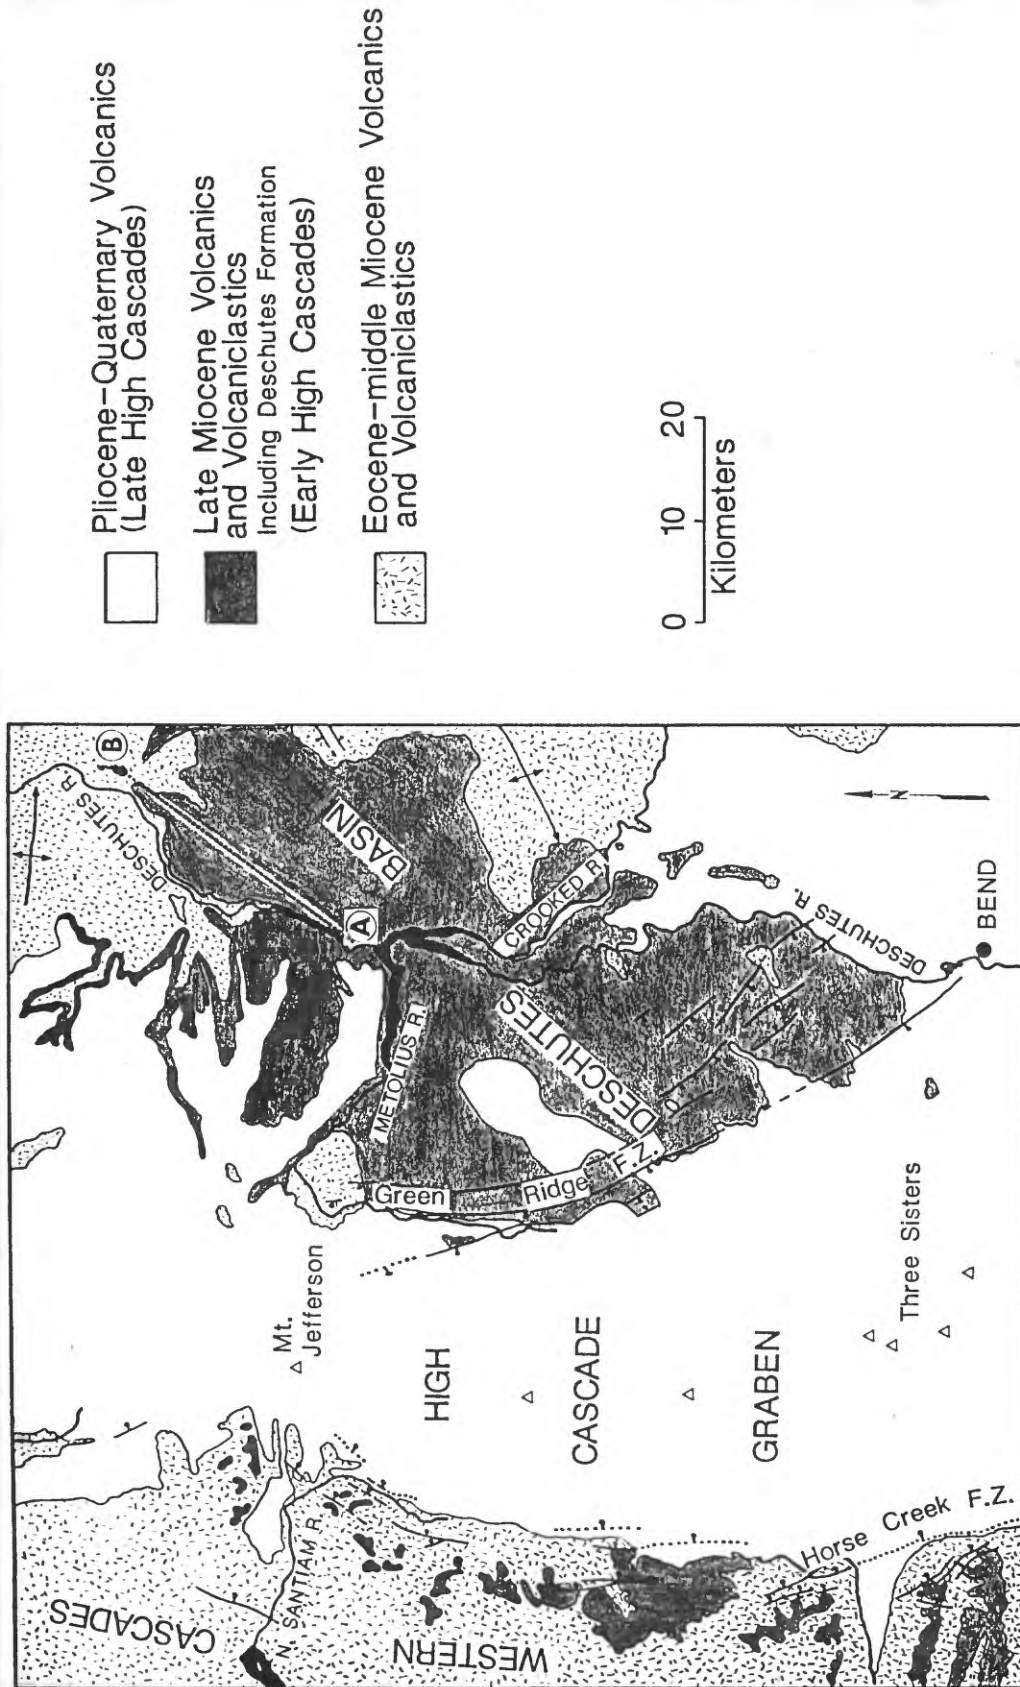 Pliocene-Quaternary Volcanics
(Late High Cascades)
Late Miocene Volcanics
and Volcaniclastics
Including Deschutes Formation
(Early High Cascades)
Eocene-middle Miocene Volcanics
and Volcaniclastics
0 10 20
Kilometers
CASCADES
N SANTIAM R.
WESTERN
Mt.
Jefferson
HIGH
CASCADE
GRABEN
Horse Creek F.Z.
Three Sisters
Green
Ridge
F.Z.
METOLIUS R.
DESCHUTES
BASIN
DESCHUTES R.
A
B
CROOKED R.
DESCHUTES R.
BEND
N